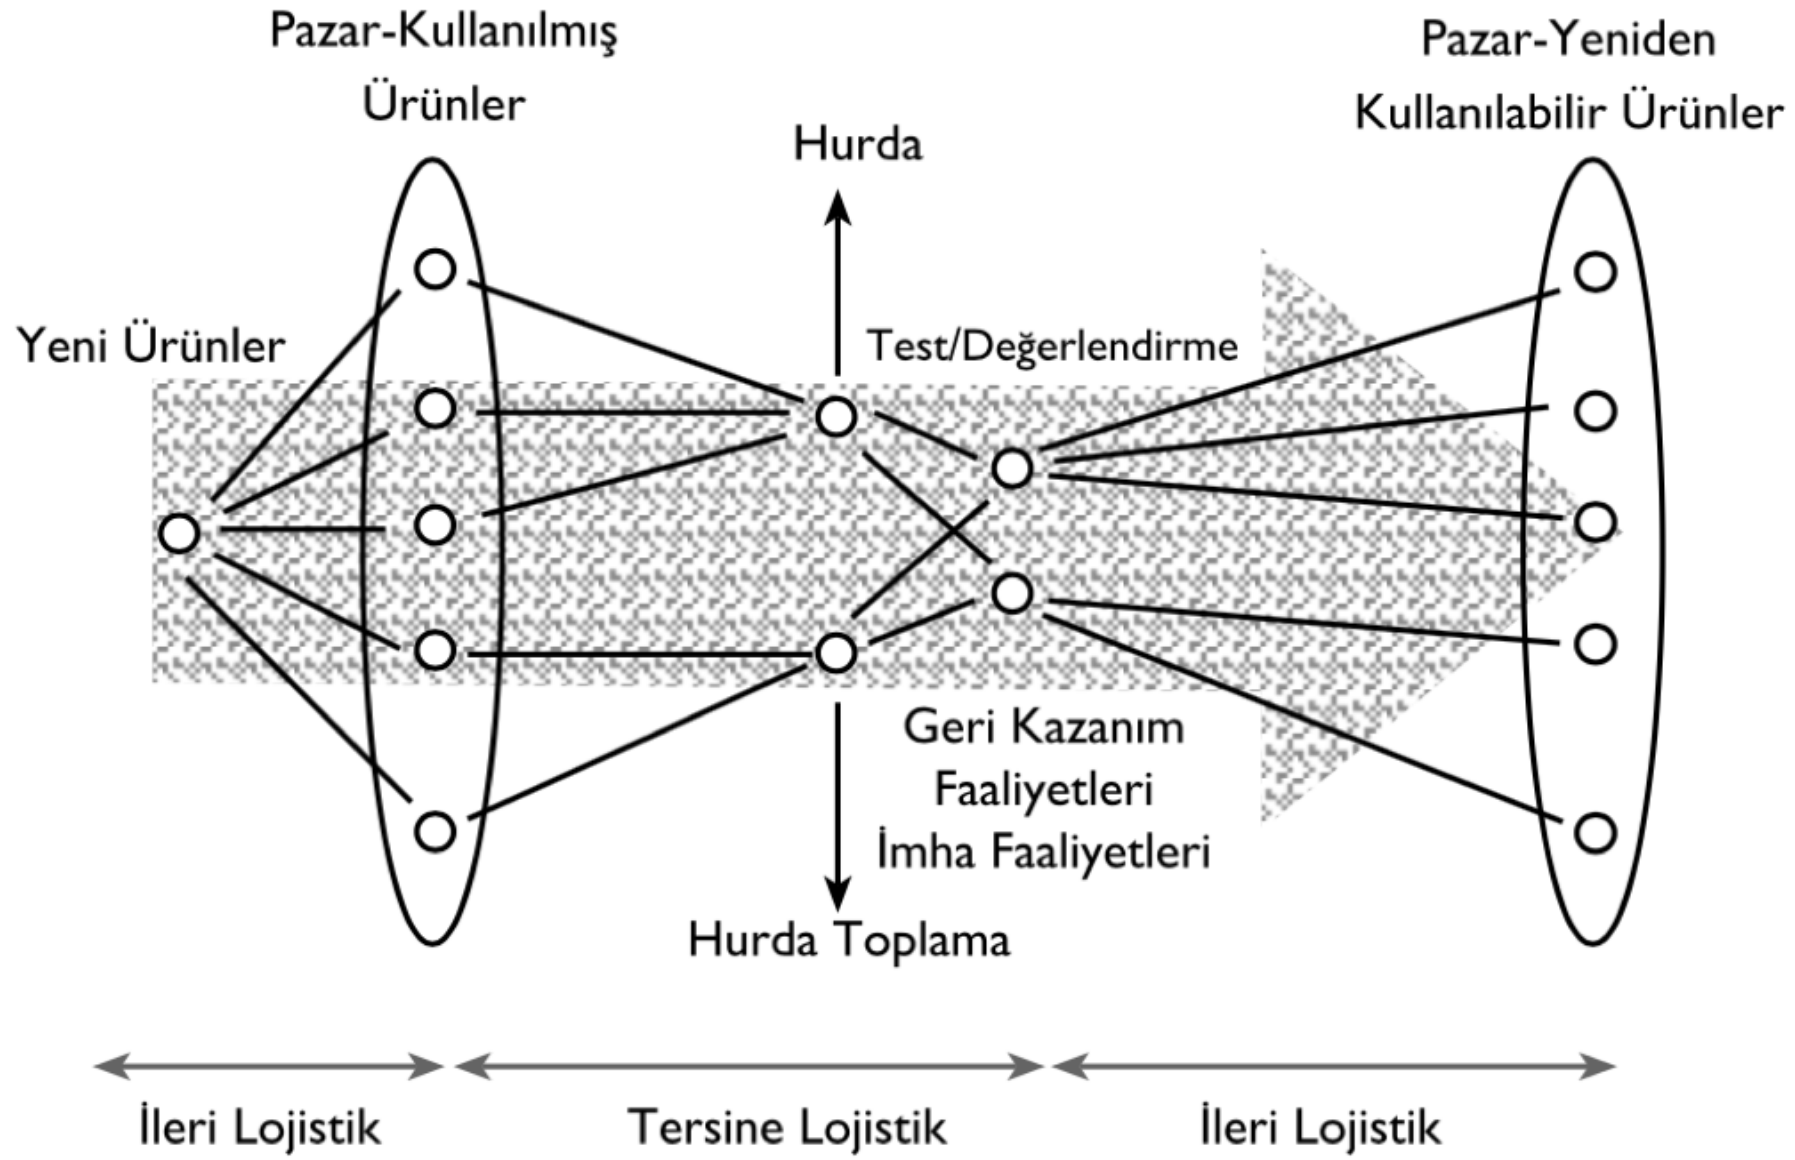 Pazar-Kullanılmış
Ürünler
Pazar-Yeniden
Kullanılabilir Ürünler
Hurda
Yeni Ürünler
Test/Değerlendirme
Geri Kazanım
Faaliyetleri
İmha Faaliyetleri
Hurda Toplama
İleri Lojistik
Tersine Lojistik
İleri Lojistik